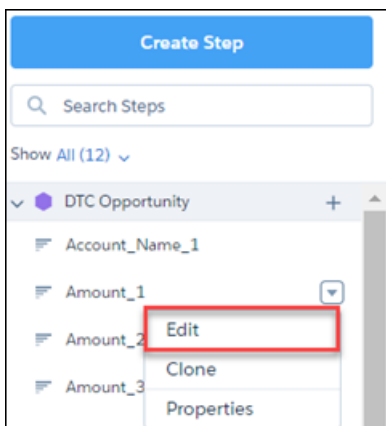 Create Step
Search Steps
Show All (12)
DTC Opportunity +
Account_Name_1
Amount_1
Edit
Amount_2
Clone
Amount_3
Properties